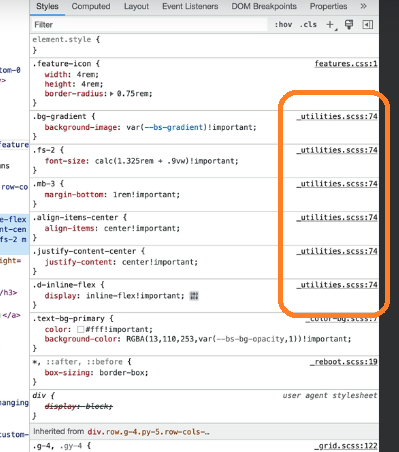 Styles Computed Layout Event Listeners DOM Breakpoints Properties »
Filter :hov .cls +
element.style {
}
.feature-icon { features.css:1
width: 4rem;
height: 4rem;
border-radius:▸ 0.75rem;
}
.bg-gradient { _utilities.scss:74
background-image: var(--bs-gradient)!important;
}
.fs-2 { _utilities.scss:74
font-size: calc(1.325rem + .9vw)!important;
}
.mb-3 { _utilities.scss:74
margin-bottom: 1rem!important;
}
.align-items-center { _utilities.scss:74
align-items: center!important;
}
.justify-content-center { _utilities.scss:74
justify-content: center!important;
}
.d-inline-flex { _utilities.scss:74
display: inline-flex!important;
}
.text-bg-primary { _color-bg.scss:7
color: #fff!important;
background-color: RGBA(13,110,253,var(--bs-bg-opacity,1))!important;
}
*, ::after, ::before { _reboot.scss:19
box-sizing: border-box;
}
div { user agent stylesheet
display: block;
}
Inherited from div.row.g-4.py-5.row-cols-…
.g-4, .gy-4 { _grid.scss:122
tom-0
feature
uns
row-co
e-flex
nt-cen
fs-2 m
ight=
/h3>
</a>
hanging
custom-